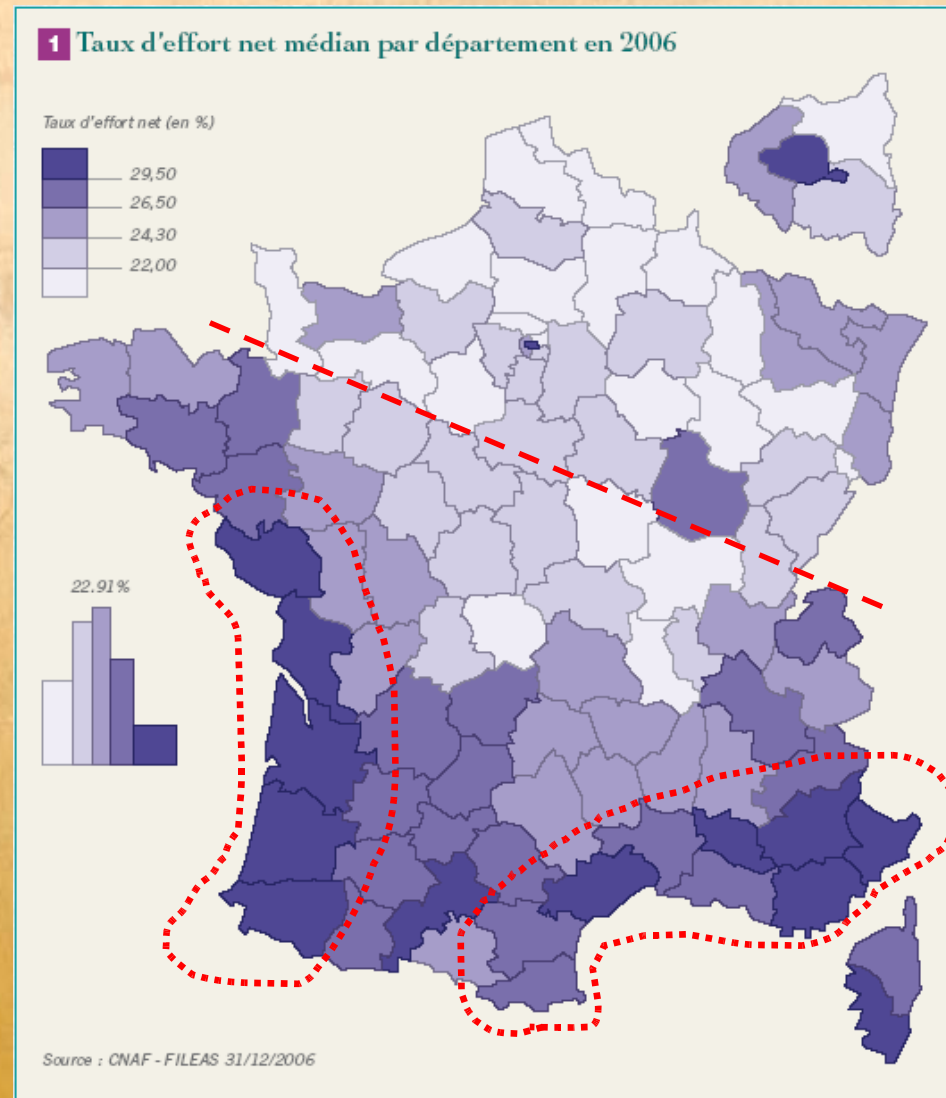 1 Taux d'effort net médian par département en 2006
Taux d'effort net (en %)
29,50
26,50
24,30
22,00
22.91%
Source : CNAF - FILEAS 31/12/2006